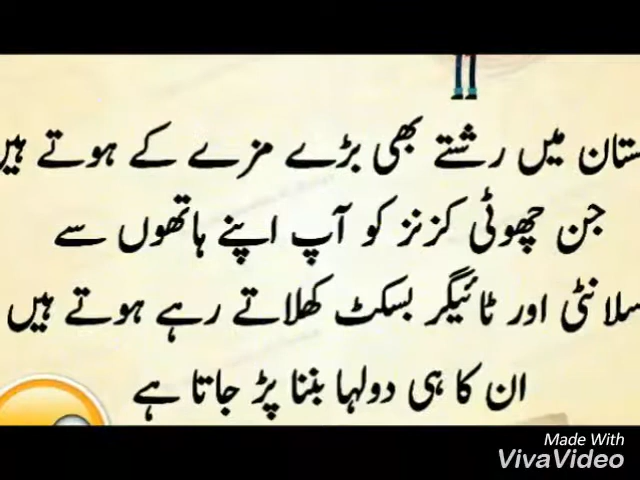 ستان میں رشتے بھی بڑے مزے کے ہوتے ہیں
جن چھوٹی کزنز کو آپ اپنے ہاتھوں سے
سلانٹی اور ٹائیگر بسکٹ کھلاتے رہے ہوتے ہیں
ان کا ہی دولہا بننا پڑ جاتا ہے
Made With
VivaVideo